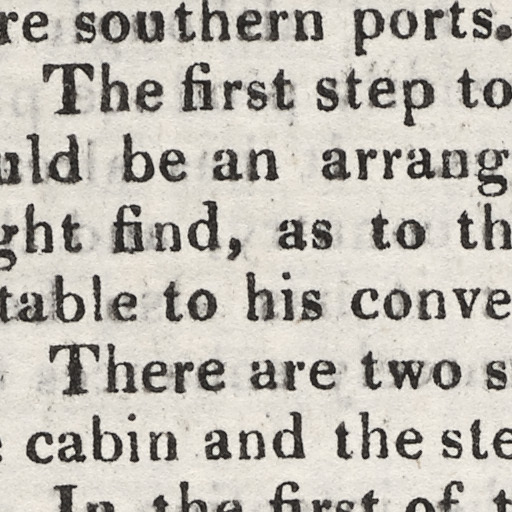 re southern ports.
The first step to
uld be an arrang
ght find, as to th
table to his conve
There are two s
e cabin and the ste
In the first of t